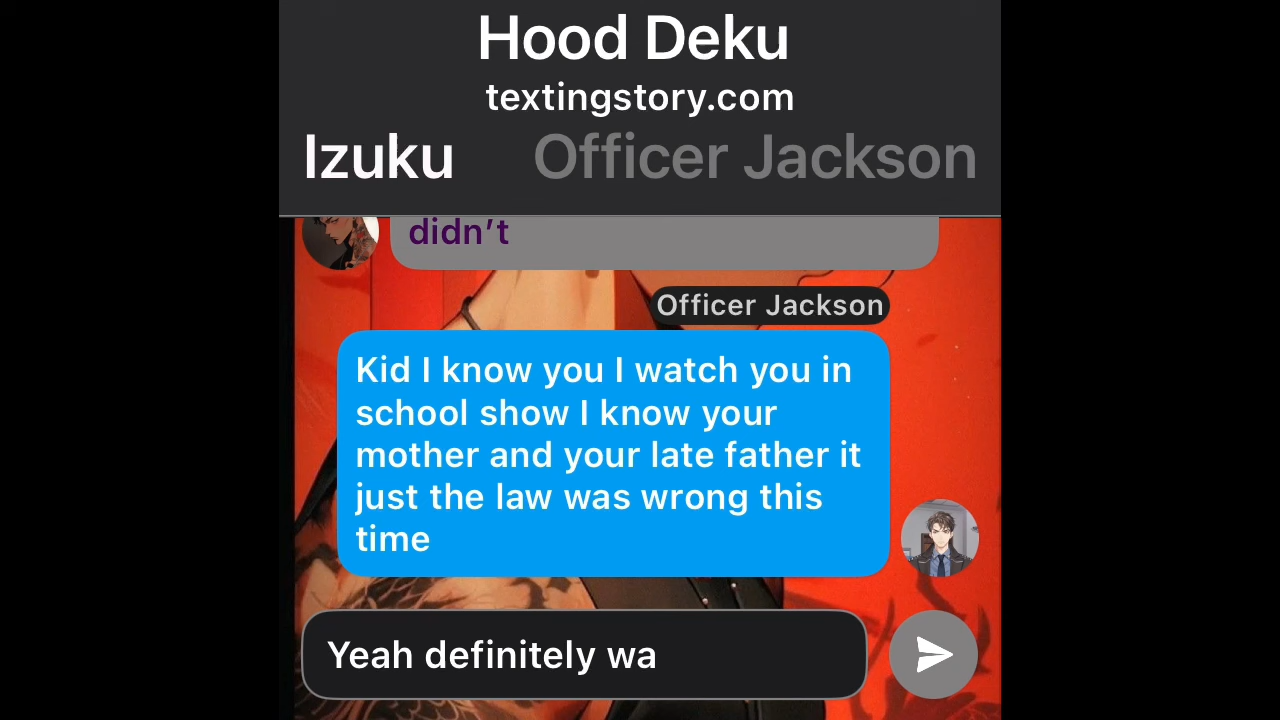 Hood Deku
textingstory.com
Izuku Officer Jackson
didn’t
Officer Jackson
Kid I know you I watch you in
school show I know your
mother and your late father it
just the law was wrong this
time
Yeah definitely wa